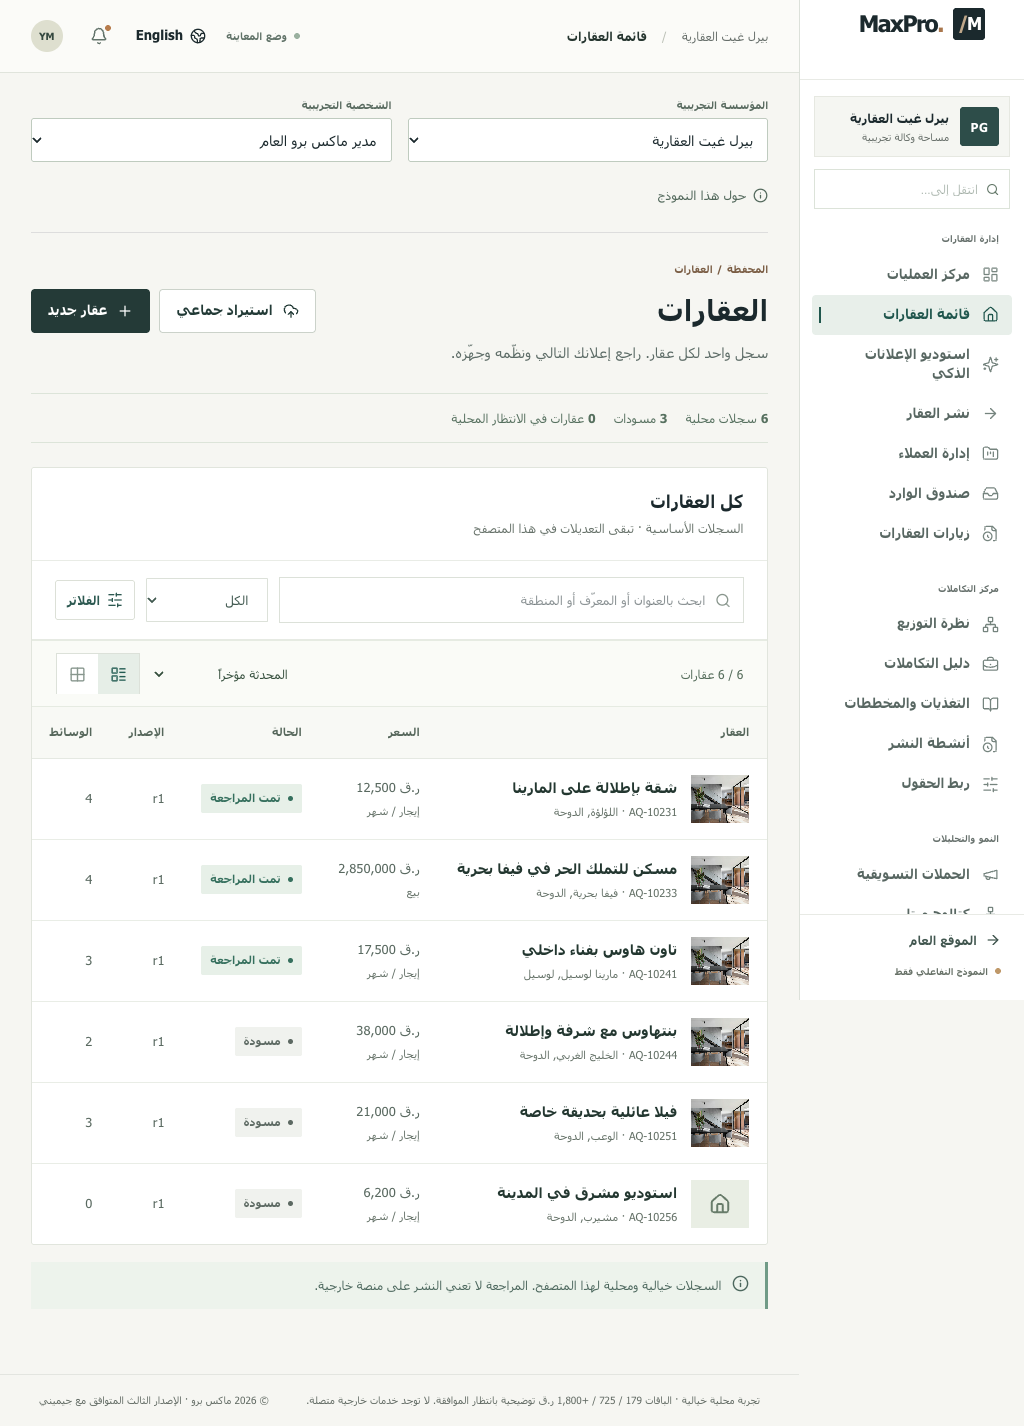 MaxPro.
/M
بيرل غيت العقارية / قائمة العقارات
وضع المعاينة
English
YM
PG
بيرل غيت العقارية
مساحة وكالة تجريبية
انتقل إلى...
إدارة العقارات
مركز العمليات
قائمة العقارات
استوديو الإعلانات
الذكي
نشر العقار
إدارة العملاء
صندوق الوارد
زيارات العقارات
مركز التكاملات
نظرة التوزيع
دليل التكاملات
التغذيات والمخططات
أنشطة النشر
ربط الحقول
النمو والتحليلات
الحملات التسويقية
الموقع العام
النموذج التفاعلي فقط
المؤسسة التجريبية
بيرل غيت العقارية
الشخصية التجريبية
مدير ماكس برو العام
حول هذا النموذج
المحفظة / العقارات
العقارات
سجل واحد لكل عقار. راجع إعلانك التالي ونظّمه وجهّزه.
استيراد جماعي
عقار جديد
6 سجلات محلية
3 مسودات
0 عقارات في الانتظار المحلية
كل العقارات
السجلات الأساسية · تبقى التعديلات في هذا المتصفح
ابحث بالعنوان أو المعرّف أو المنطقة
الكل
الفلاتر
6 / 6 عقارات
المحدثة مؤخراً
العقار السعر الحالة الإصدار الوسائط
شقة بإطلالة على المارينا
AQ-10231 · اللؤلؤة, الدوحة
ر.ق 12,500
إيجار / شهر
تمت المراجعة
r1
4
مسكن للتملك الحر في فيفا بحرية
AQ-10233 · فيفا بحرية, الدوحة
ر.ق 2,850,000
بيع
تمت المراجعة
r1
4
تاون هاوس بفناء داخلي
AQ-10241 · مارينا لوسيل, لوسيل
ر.ق 17,500
إيجار / شهر
تمت المراجعة
r1
3
بنتهاوس مع شرفة وإطلالة
AQ-10244 · الخليج الغربي, الدوحة
ر.ق 38,000
إيجار / شهر
مسودة
r1
2
فيلا عائلية بحديقة خاصة
AQ-10251 · الوعب, الدوحة
ر.ق 21,000
إيجار / شهر
مسودة
r1
3
استوديو مشرق في المدينة
AQ-10256 · مشيرب, الدوحة
ر.ق 6,200
إيجار / شهر
مسودة
r1
0
السجلات خيالية ومحلية لهذا المتصفح. المراجعة لا تعني النشر على منصة خارجية.
تجربة محلية خيالية · الباقات 179 / 725 / +1,800 ر.ق توضيحية بانتظار الموافقة. لا توجد خدمات خارجية متصلة.
© 2026 ماكس برو · الإصدار الثالث المتوافق مع جيميني